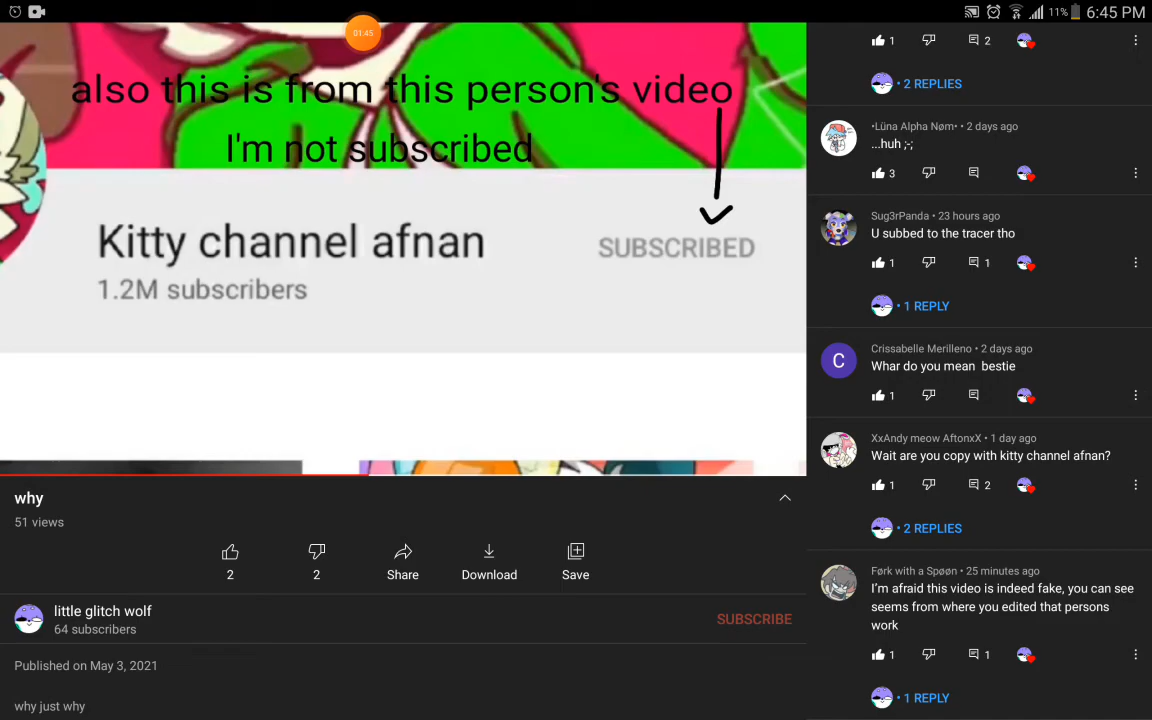 11% 6:45 PM
01:45
also this is from this person's video
I'm not subscribed
Kitty channel afnan
SUBSCRIBED
1.2M subscribers
why
51 views
2
2
Share
Download
Save
little glitch wolf
64 subscribers
SUBSCRIBE
Published on May 3, 2021
why just why
1
2
• 2 REPLIES
•Lüna Alpha Nøm• • 2 days ago
...huh ;-;
3
Sug3rPanda • 23 hours ago
U subbed to the tracer tho
1
1
• 1 REPLY
C
Crissabelle Merilleno • 2 days ago
Whar do you mean bestie
1
XxAndy meow AftonxX • 1 day ago
Wait are you copy with kitty channel afnan?
1
2
• 2 REPLIES
Førk with a Spøøn • 25 minutes ago
I'm afraid this video is indeed fake, you can see
seems from where you edited that persons
work
1
1
• 1 REPLY